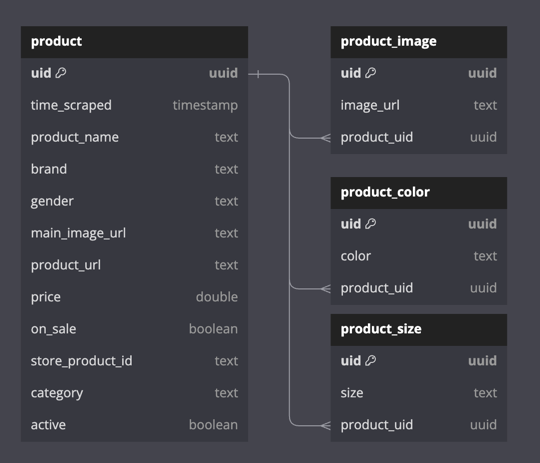 product
uid uuid
time_scraped timestamp
product_name text
brand text
gender text
main_image_url text
product_url text
price double
on_sale boolean
store_product_id text
category text
active boolean
product_image
uid uuid
image_url text
product_uid uuid
product_color
uid uuid
color text
product_uid uuid
product_size
uid uuid
size text
product_uid uuid